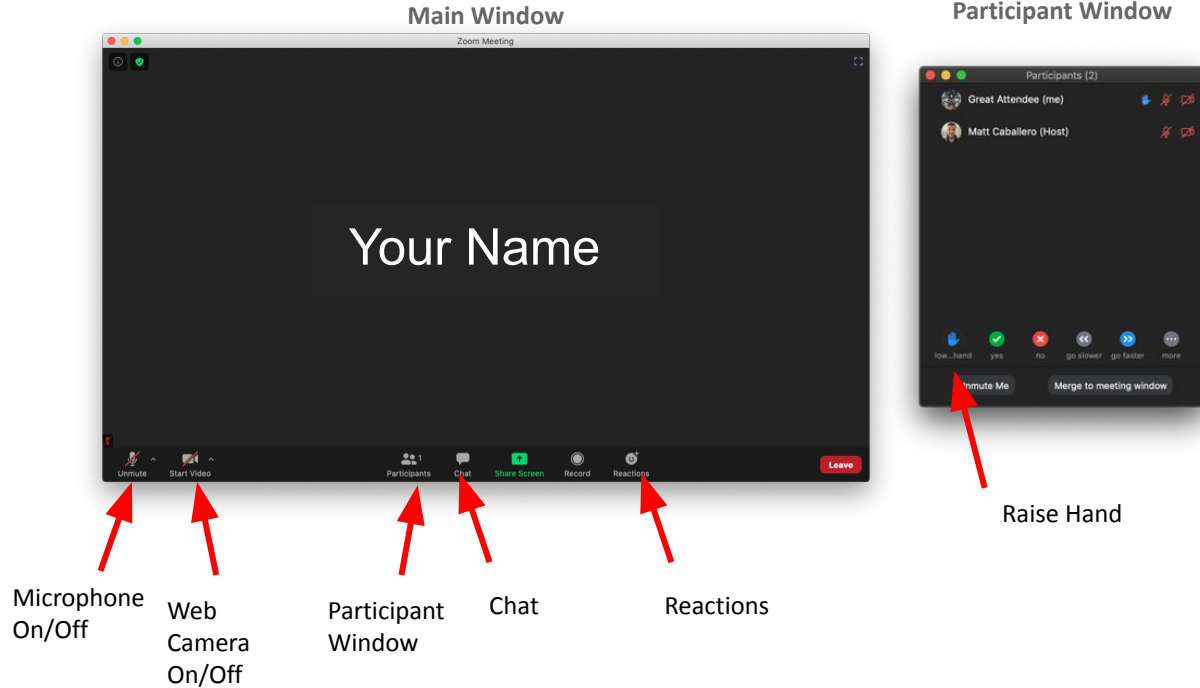 Main Window
Participant Window
Zoom Meeting
Your Name
Unmute
Start Video
1
Participants
Chat
Share Screen
Record
Reactions
Leave
Participants (2)
Great Attendee (me)
Matt Caballero (Host)
low...hand
yes
no
go slower
go faster
more
nmute Me
Merge to meeting window
Raise Hand
Microphone
On/Off
Web
Camera
On/Off
Participant
Window
Chat
Reactions